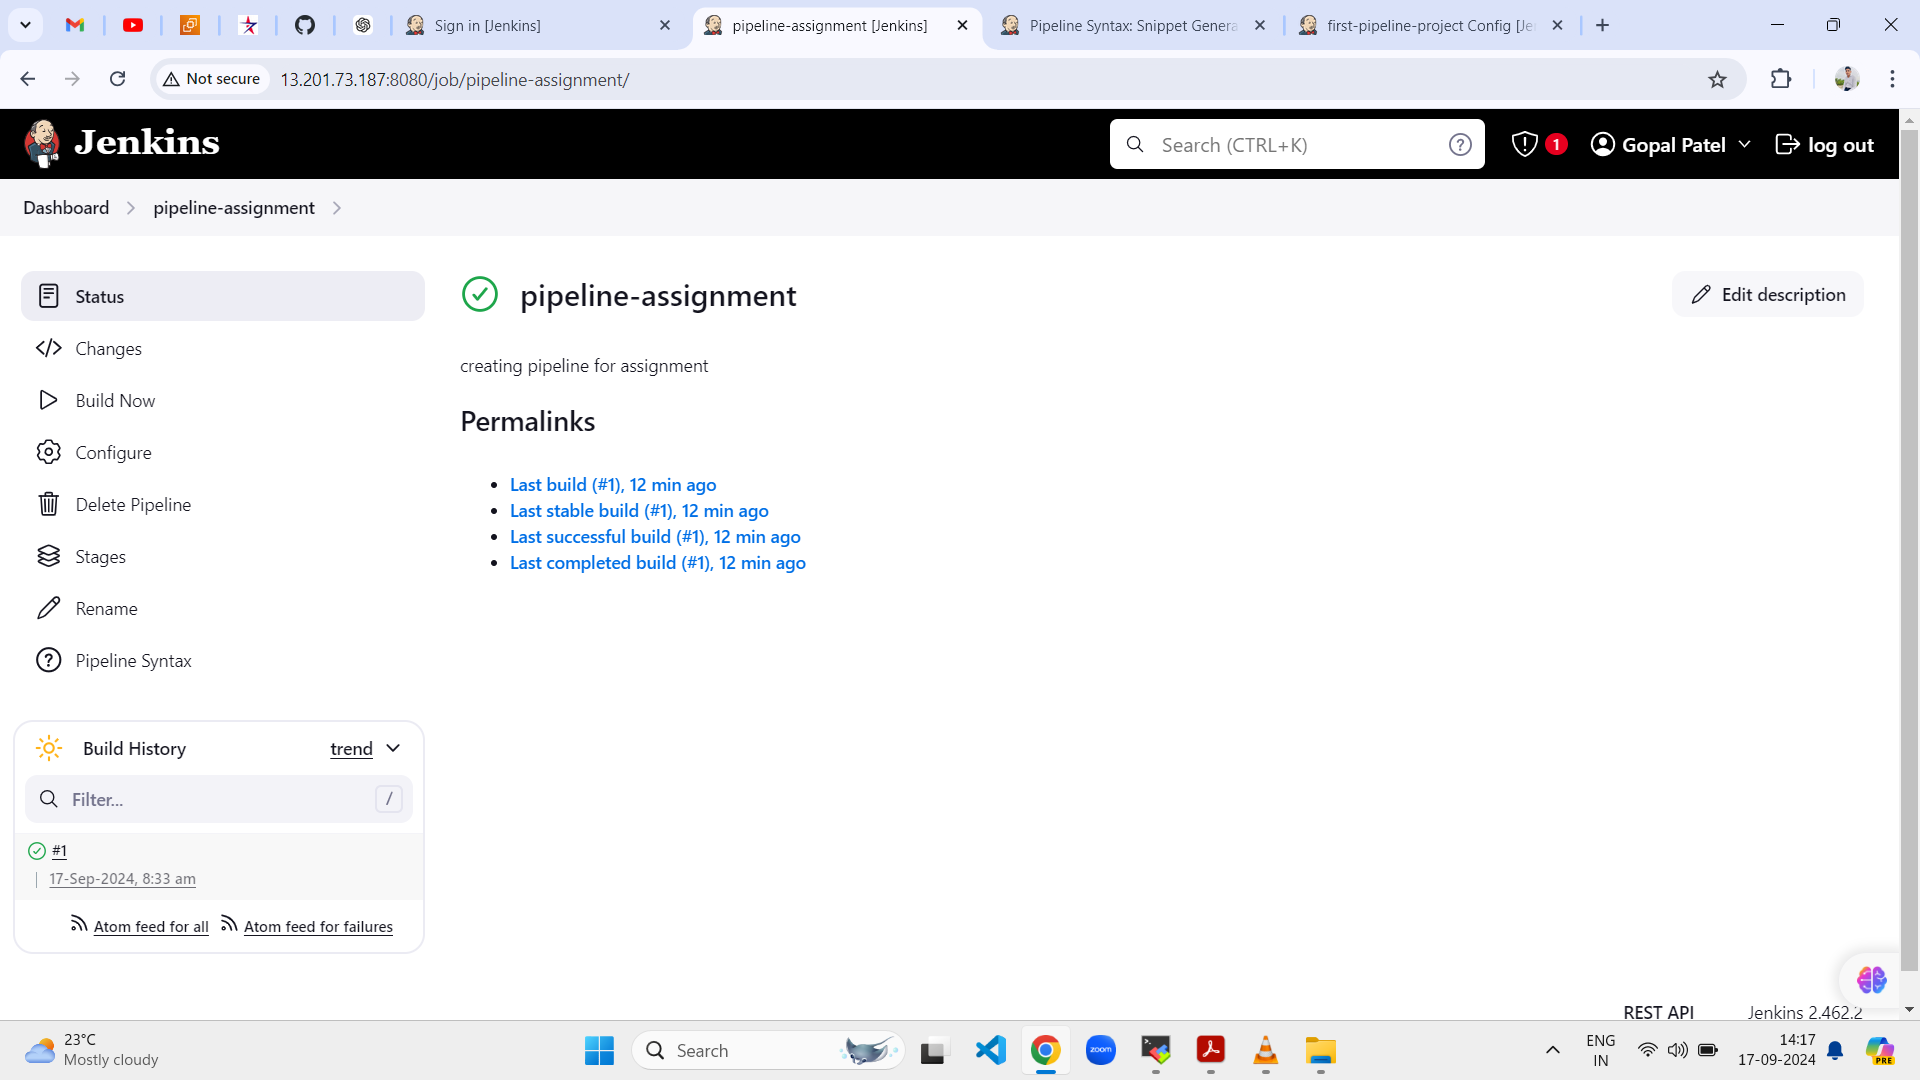 Sign in [Jenkins]
pipeline-assignment [Jenkins]
Pipeline Syntax: Snippet Genera
first-pipeline-project Config [Je
Not secure
13.201.73.187:8080/job/pipeline-assignment/
Jenkins
Search (CTRL+K)
?
1
Gopal Patel
log out
Dashboard
pipeline-assignment
Status
Changes
Build Now
Configure
Delete Pipeline
Stages
Rename
Pipeline Syntax
pipeline-assignment
Edit description
creating pipeline for assignment
Permalinks
Last build (#1), 12 min ago
Last stable build (#1), 12 min ago
Last successful build (#1), 12 min ago
Last completed build (#1), 12 min ago
Build History
trend
Filter...
/
#1
17-Sep-2024, 8:33 am
Atom feed for all
Atom feed for failures
REST API
Jenkins 2.462.2
23°C
Mostly cloudy
Search
zoom
ENG
IN
14:17
17-09-2024
PRE